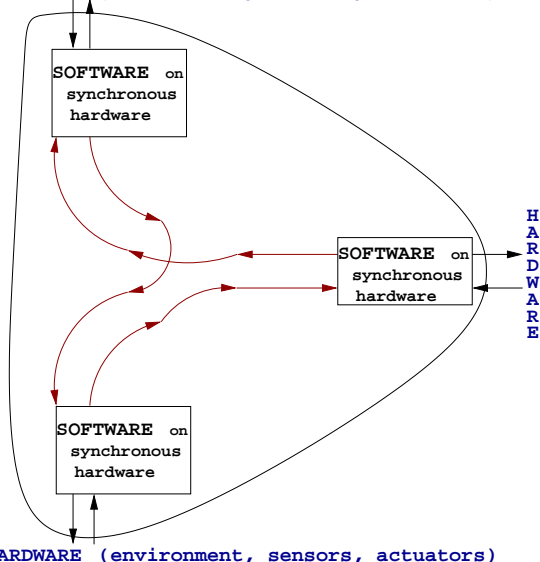 SOFTWARE on
synchronous
hardware
SOFTWARE on
synchronous
hardware
H
A
R
D
W
A
R
E
SOFTWARE on
synchronous
hardware
ARDWARE (environment, sensors, actuators)